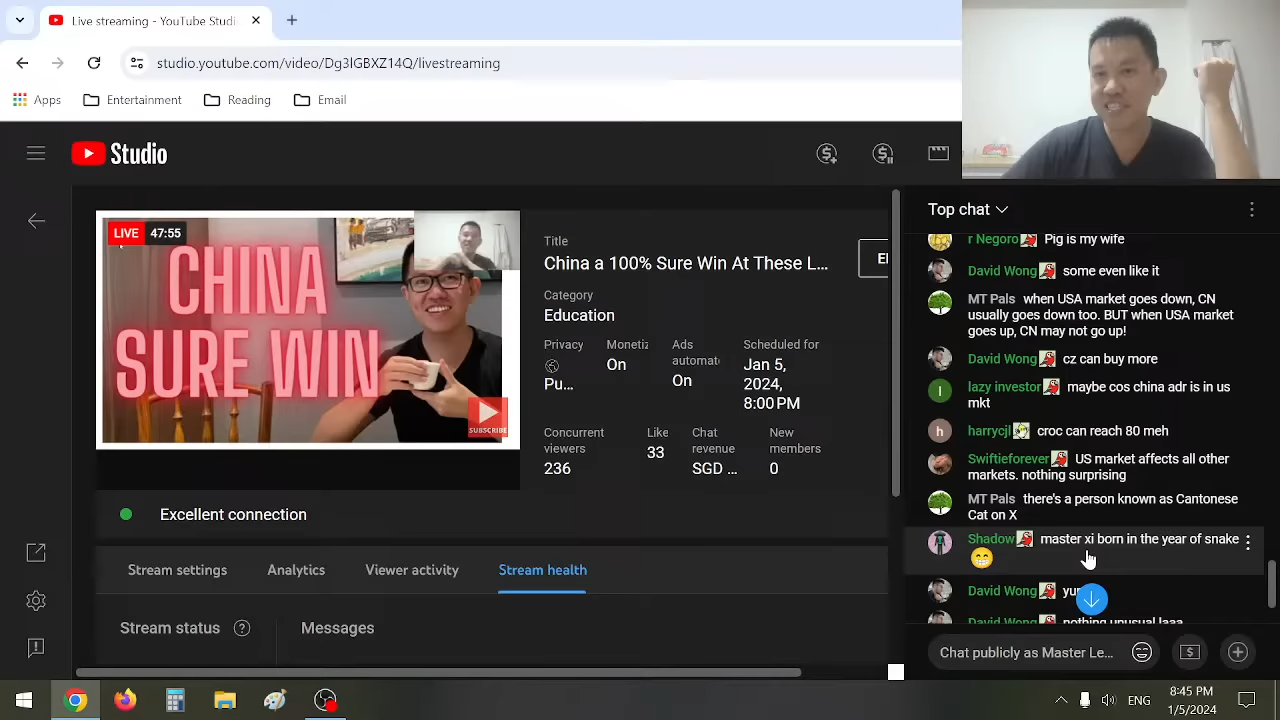 Live streaming - YouTube Studi
studio.youtube.com/video/Dg3IGBXZ14Q/livestreaming
Apps
Entertainment
Reading
Email
Studio
LIVE 47:55
CHINA
SURE WIN
SUBSCRIBE
Title
China a 100% Sure Win At These L...
Category
Education
Privacy
Pu...
Monetiz
On
Ads
automat
On
Scheduled for
Jan 5,
2024,
8:00 PM
Concurrent
viewers
236
Like
33
Chat
revenue
SGD ...
New
members
0
Excellent connection
Stream settings
Analytics
Viewer activity
Stream health
Stream status ?
Messages
Top chat
r Negoro Pig is my wife
David Wong some even like it
MT Pals when USA market goes down, CN
usually goes down too. BUT when USA market
goes up, CN may not go up!
David Wong cz can buy more
lazy investor maybe cos china adr is in us
mkt
h
harrycjl croc can reach 80 meh
Swiftieforever US market affects all other
markets. nothing surprising
MT Pals there's a person known as Cantonese
Cat on X
Shadow master xi born in the year of snake
😁
David Wong yu
David Wong nothing unusual laaa
Chat publicly as Master Le...
ENG
8:45 PM
1/5/2024